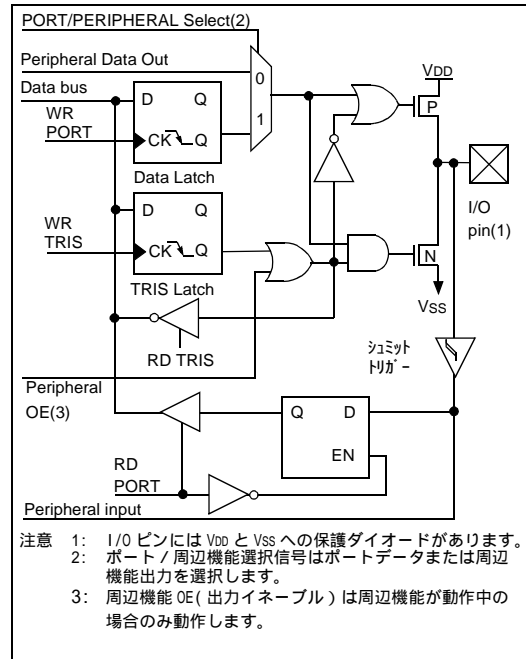 PORT/PERIPHERAL Select(2)
Peripheral Data Out
Data bus
WR
PORT
D Q
CK Q
Data Latch
0
1
VDD
P
I/O
pin(1)
WR
TRIS
D Q
CK Q
TRIS Latch
N
VSS
RD TRIS
シュミット
トリガー
Peripheral
OE(3)
Q D
EN
RD
PORT
Peripheral input
注意 1: I/O ピンには VDD と VSS への保護ダイオードがあります。
2: ポート / 周辺機能選択信号はポートデータまたは周辺
機能出力を選択します。
3: 周辺機能 OE( 出力イネーブル ) は周辺機能が動作中の
場合のみ動作します。